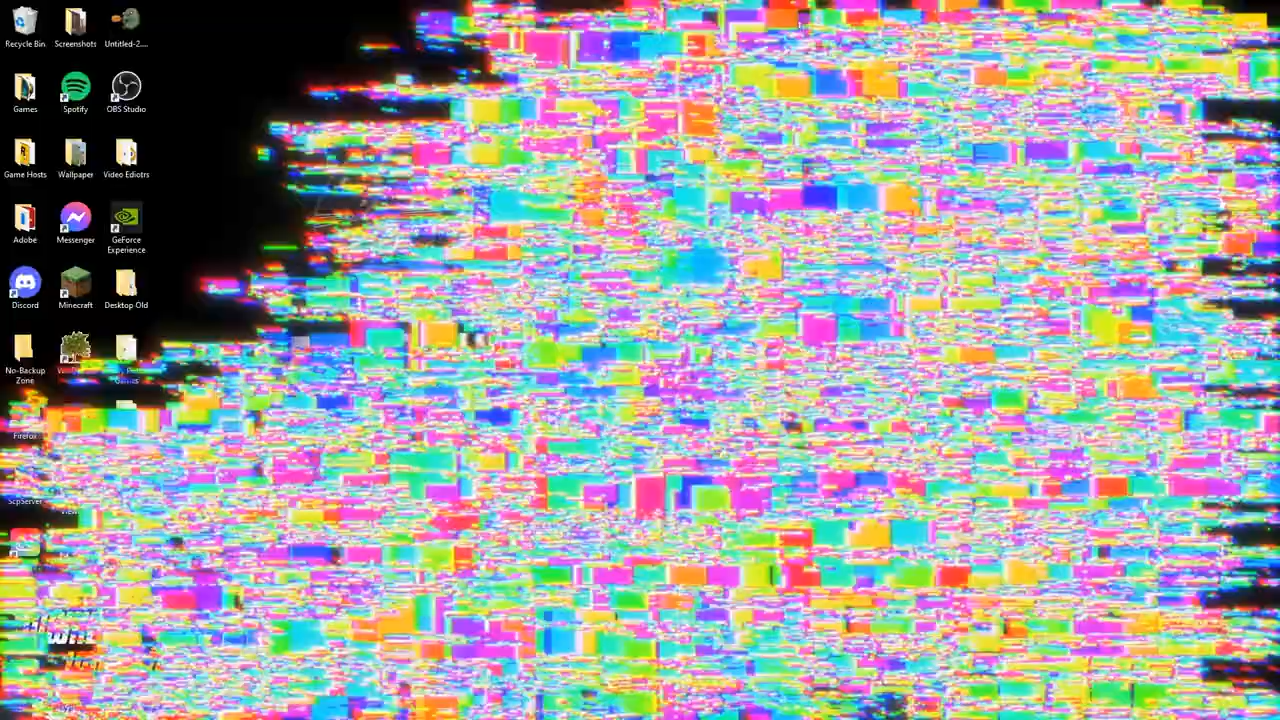 Recycle Bin
Screenshots
Untitled-2....
Games
Spotify
OBS Studio
Game Hosts
Wallpaper
Video Ediotrs
Adobe
Messenger
GeForce
Experience
Discord
Minecraft
Desktop Old
No-Backup
Zone
Firefox
ScpServer